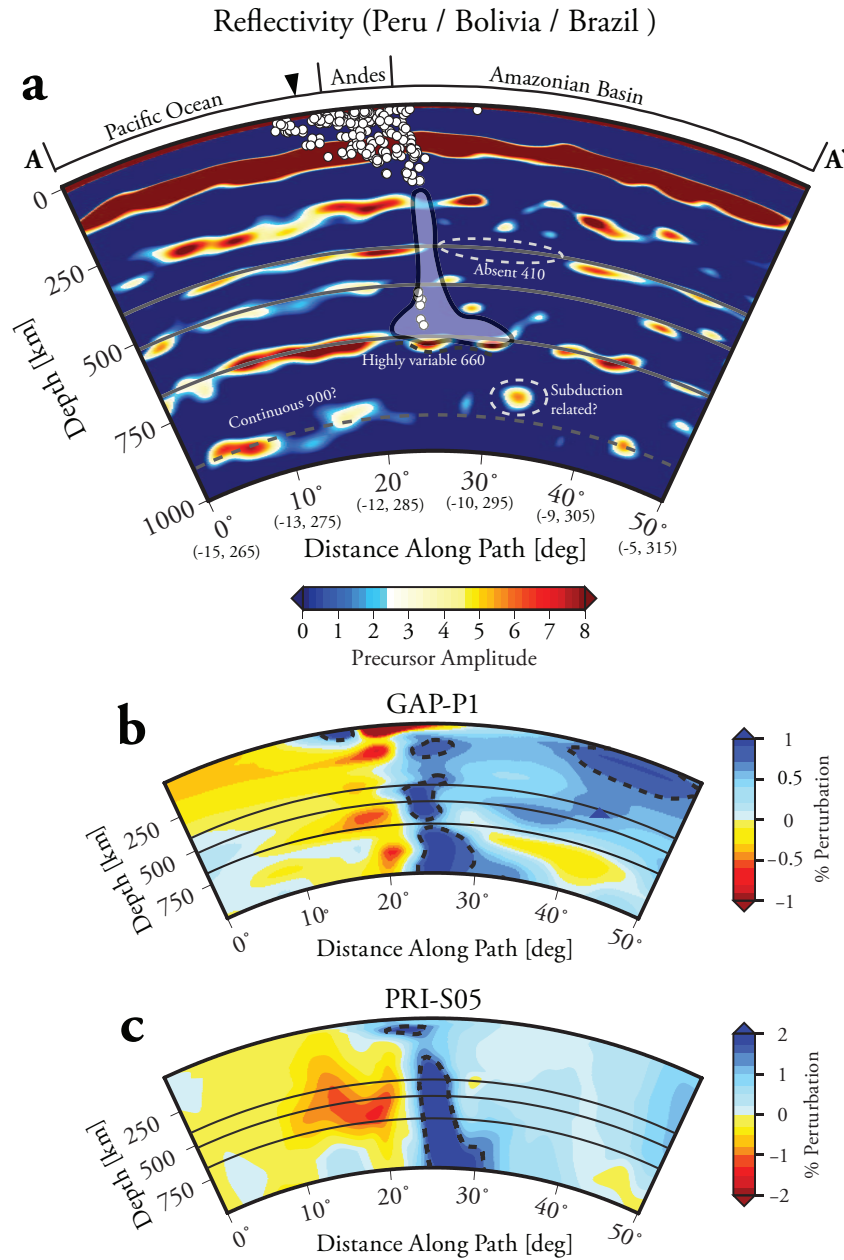 Reflectivity (Peru / Bolivia / Brazil )
a
Pacific Ocean
Andes
Amazonian Basin
A
A'
0
250
500
750
1000
Depth [km]
Absent 410
Highly variable 660
Continuous 900?
Subduction
related?
0°
10°
20°
30°
40°
50°
(-15, 265)
(-13, 275)
(-12, 285)
(-10, 295)
(-9, 305)
(-5, 315)
Distance Along Path [deg]
0 1 2 3 4 5 6 7 8
Precursor Amplitude
b
GAP-P1
250
500
750
Depth [km]
0°
10°
20°
30°
40°
50°
Distance Along Path [deg]
1
0.5
0
−0.5
−1
% Perturbation
c
PRI-S05
250
500
750
Depth [km]
0°
10°
20°
30°
40°
50°
Distance Along Path [deg]
2
1
0
−1
−2
% Perturbation